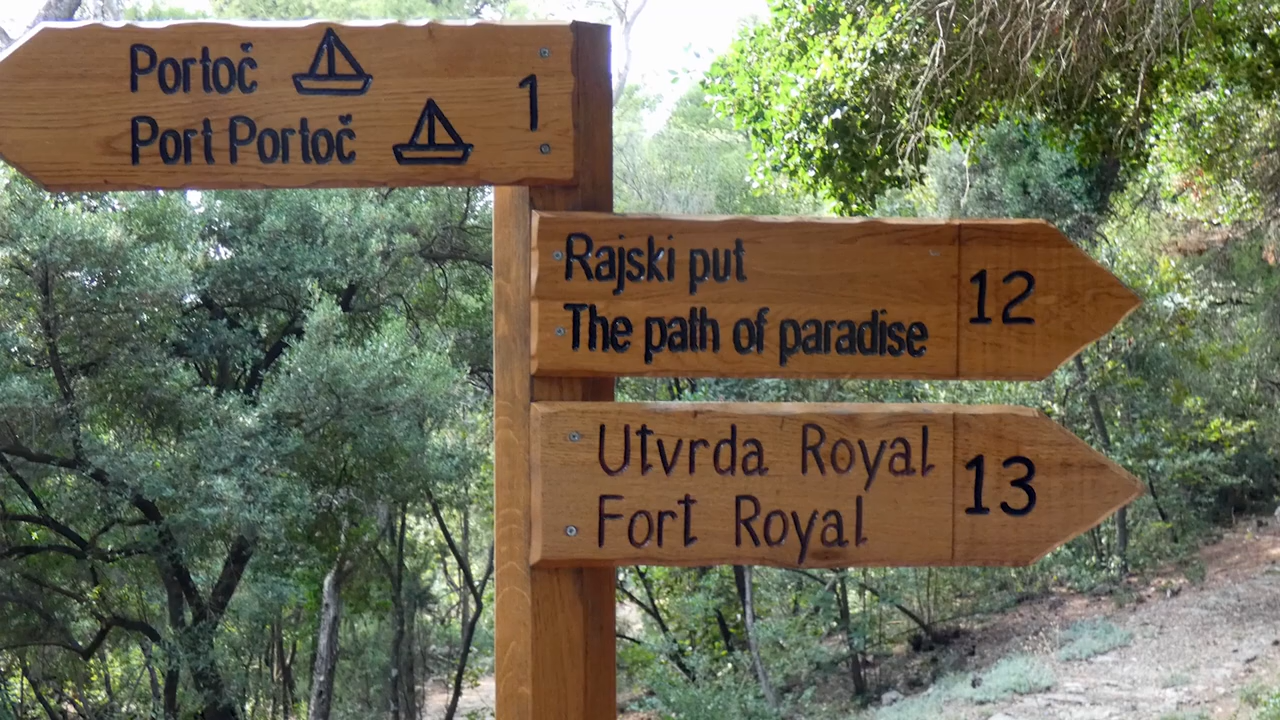 Portoč
Port Portoč
1
Rajski put
The path of paradise
12
Utvrda Royal
Fort Royal
13